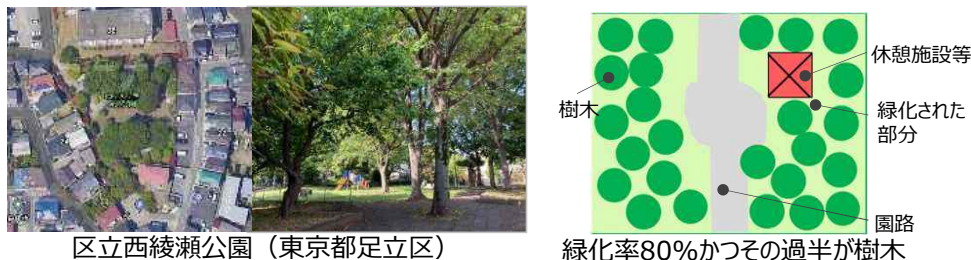 休憩施設等
樹木
緑化された
部分
園路
区立西綾瀬公園（東京都足立区）
緑化率80%かつその過半が樹木